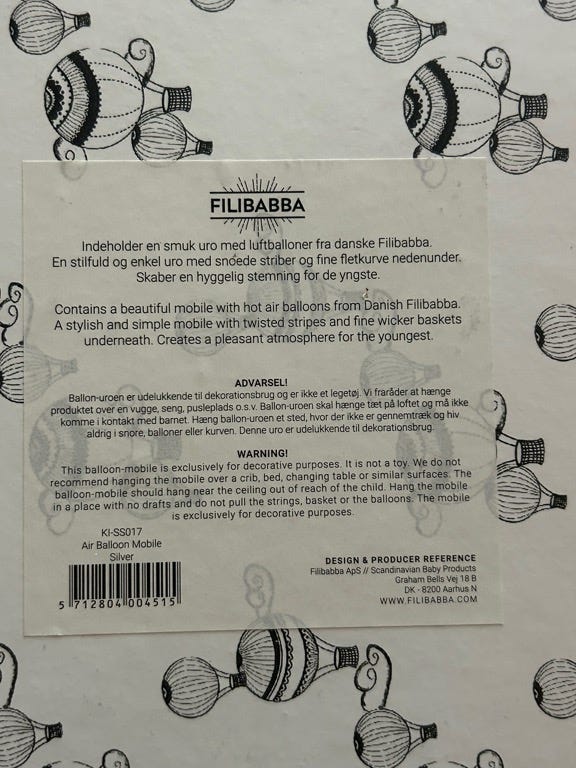 FILIBABBA
Indeholder en smuk uro med luftballoner fra danske Filibabba.
En stilfuld og enkel uro med snoede striber og fine fletkurve nedenunder.
Skaber en hyggelig stemning for de yngste.
Contains a beautiful mobile with hot air balloons from Danish Filibabba.
A stylish and simple mobile with twisted stripes and fine wicker baskets
underneath. Creates a pleasant atmosphere for the youngest.
ADVARSEL!
Ballon-uroen er udelukkende til dekorationsbrug og er ikke et legetøj. Vi fraråder at hænge
produktet over en vugge, seng, pusleplads o.s.v. Ballon-uroen skal hænge tæt på loftet og må ikke
komme i kontakt med barnet. Hæng ballon-uroen et sted, hvor der ikke er gennemtræk og hiv
aldrig i snore, balloner eller kurven. Denne uro er udelukkende til dekorationsbrug.
WARNING!
This balloon-mobile is exclusively for decorative purposes. It is not a toy. We do not
recommend hanging the mobile over a crib, bed, changing table or similar surfaces. The
balloon-mobile should hang near the ceiling out of reach of the child. Hang the mobile
in a place with no drafts and do not pull the strings, basket or the balloons. The mobile
is exclusively for decorative purposes.
KI-SS017
Air Balloon Mobile
Silver
5 712804 004515
DESIGN & PRODUCER REFERENCE
Filibabba ApS // Scandinavian Baby Products
Graham Bells Vej 18 B
DK - 8200 Aarhus N
WWW.FILIBABBA.COM